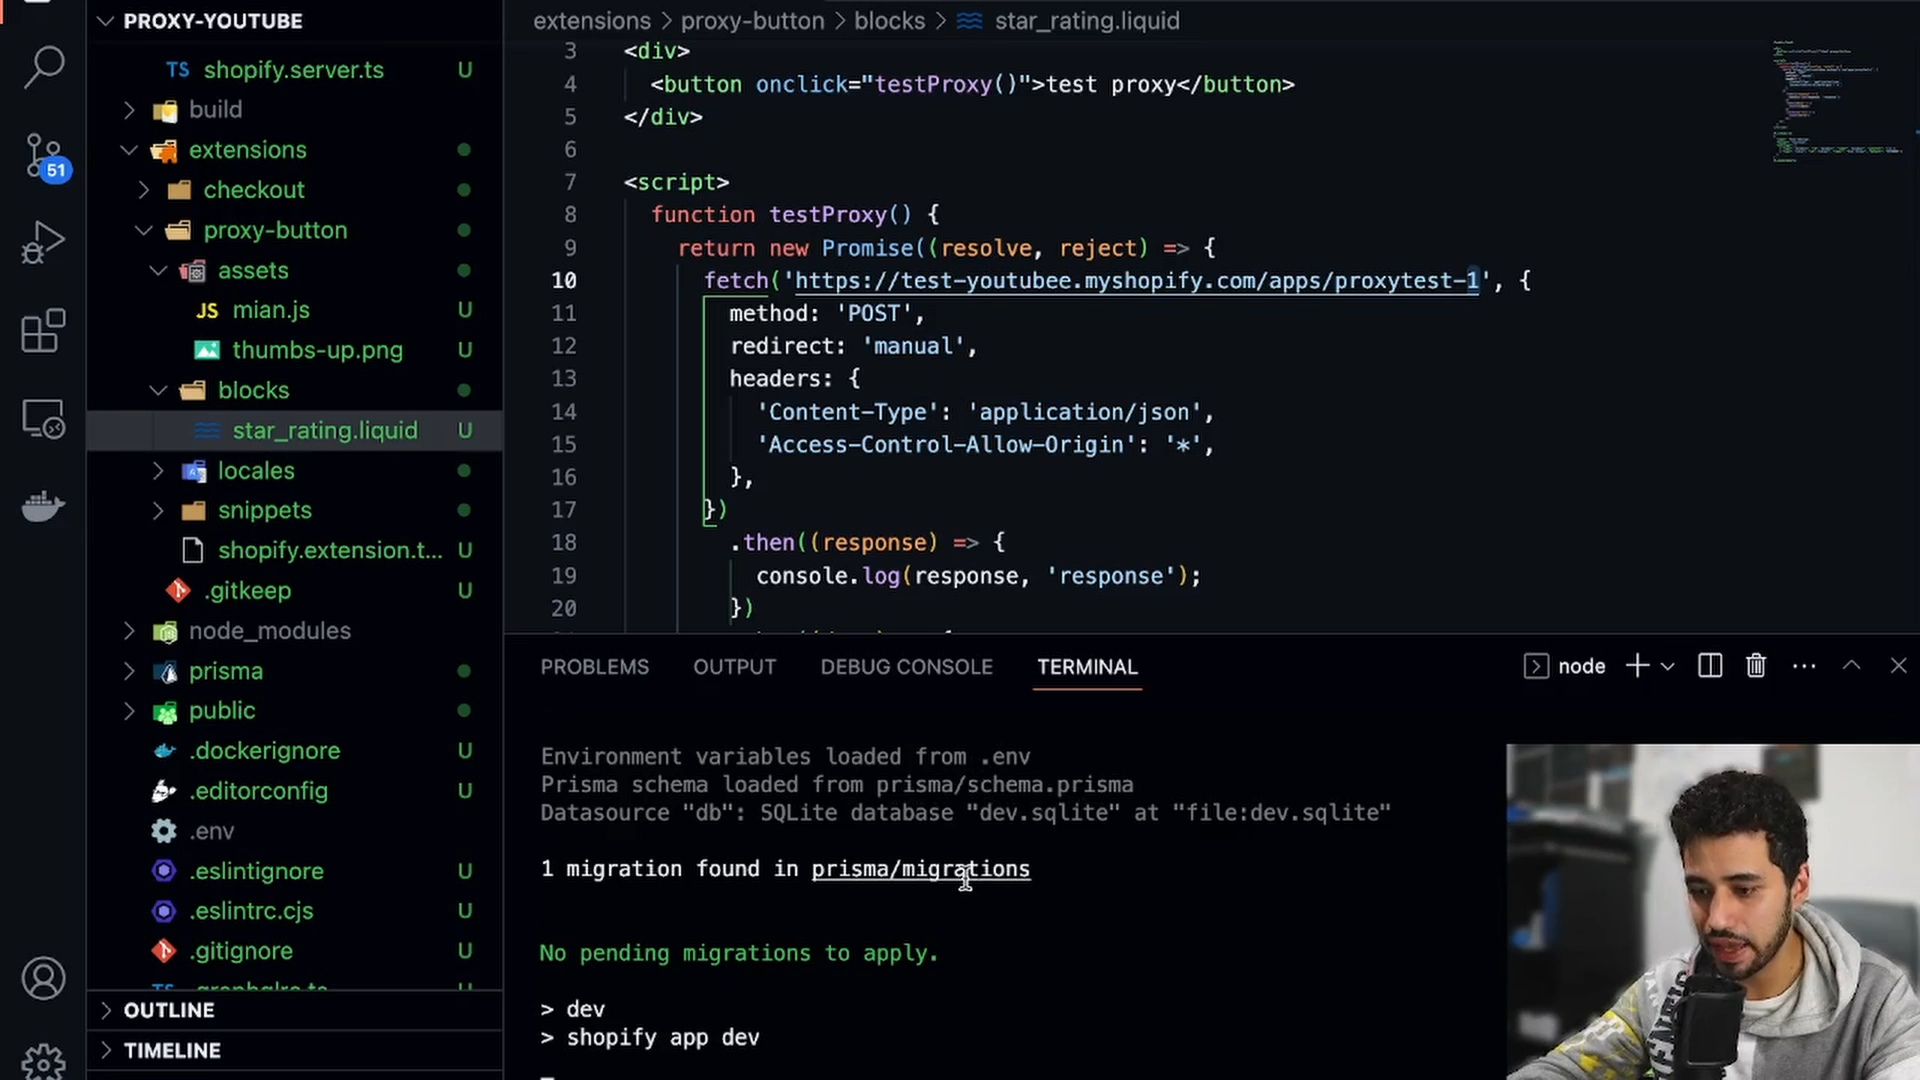 PROXY-YOUTUBE
shopify.server.ts U
build
extensions
checkout
proxy-button
assets
mian.js U
thumbs-up.png U
blocks
star_rating.liquid U
locales
snippets
shopify.extension.t... U
.gitkeep U
node_modules
prisma
public
.dockerignore U
.editorconfig U
.env
.eslintignore U
.eslintrc.cjs U
.gitignore U
OUTLINE
TIMELINE
51
extensions > proxy-button > blocks > star_rating.liquid
3 <div>
4 <button onclick="testProxy()">test proxy</button>
5 </div>
6
7 <script>
8 function testProxy() {
9 return new Promise((resolve, reject) => {
10 fetch('https://test-youtubee.myshopify.com/apps/proxytest-1', {
11 method: 'POST',
12 redirect: 'manual',
13 headers: {
14 'Content-Type': 'application/json',
15 'Access-Control-Allow-Origin': '*',
16 },
17 })
18 .then((response) => {
19 console.log(response, 'response');
20 })
PROBLEMS OUTPUT DEBUG CONSOLE TERMINAL node
Environment variables loaded from .env
Prisma schema loaded from prisma/schema.prisma
Datasource "db": SQLite database "dev.sqlite" at "file:dev.sqlite"
1 migration found in prisma/migrations
No pending migrations to apply.
> dev
> shopify app dev